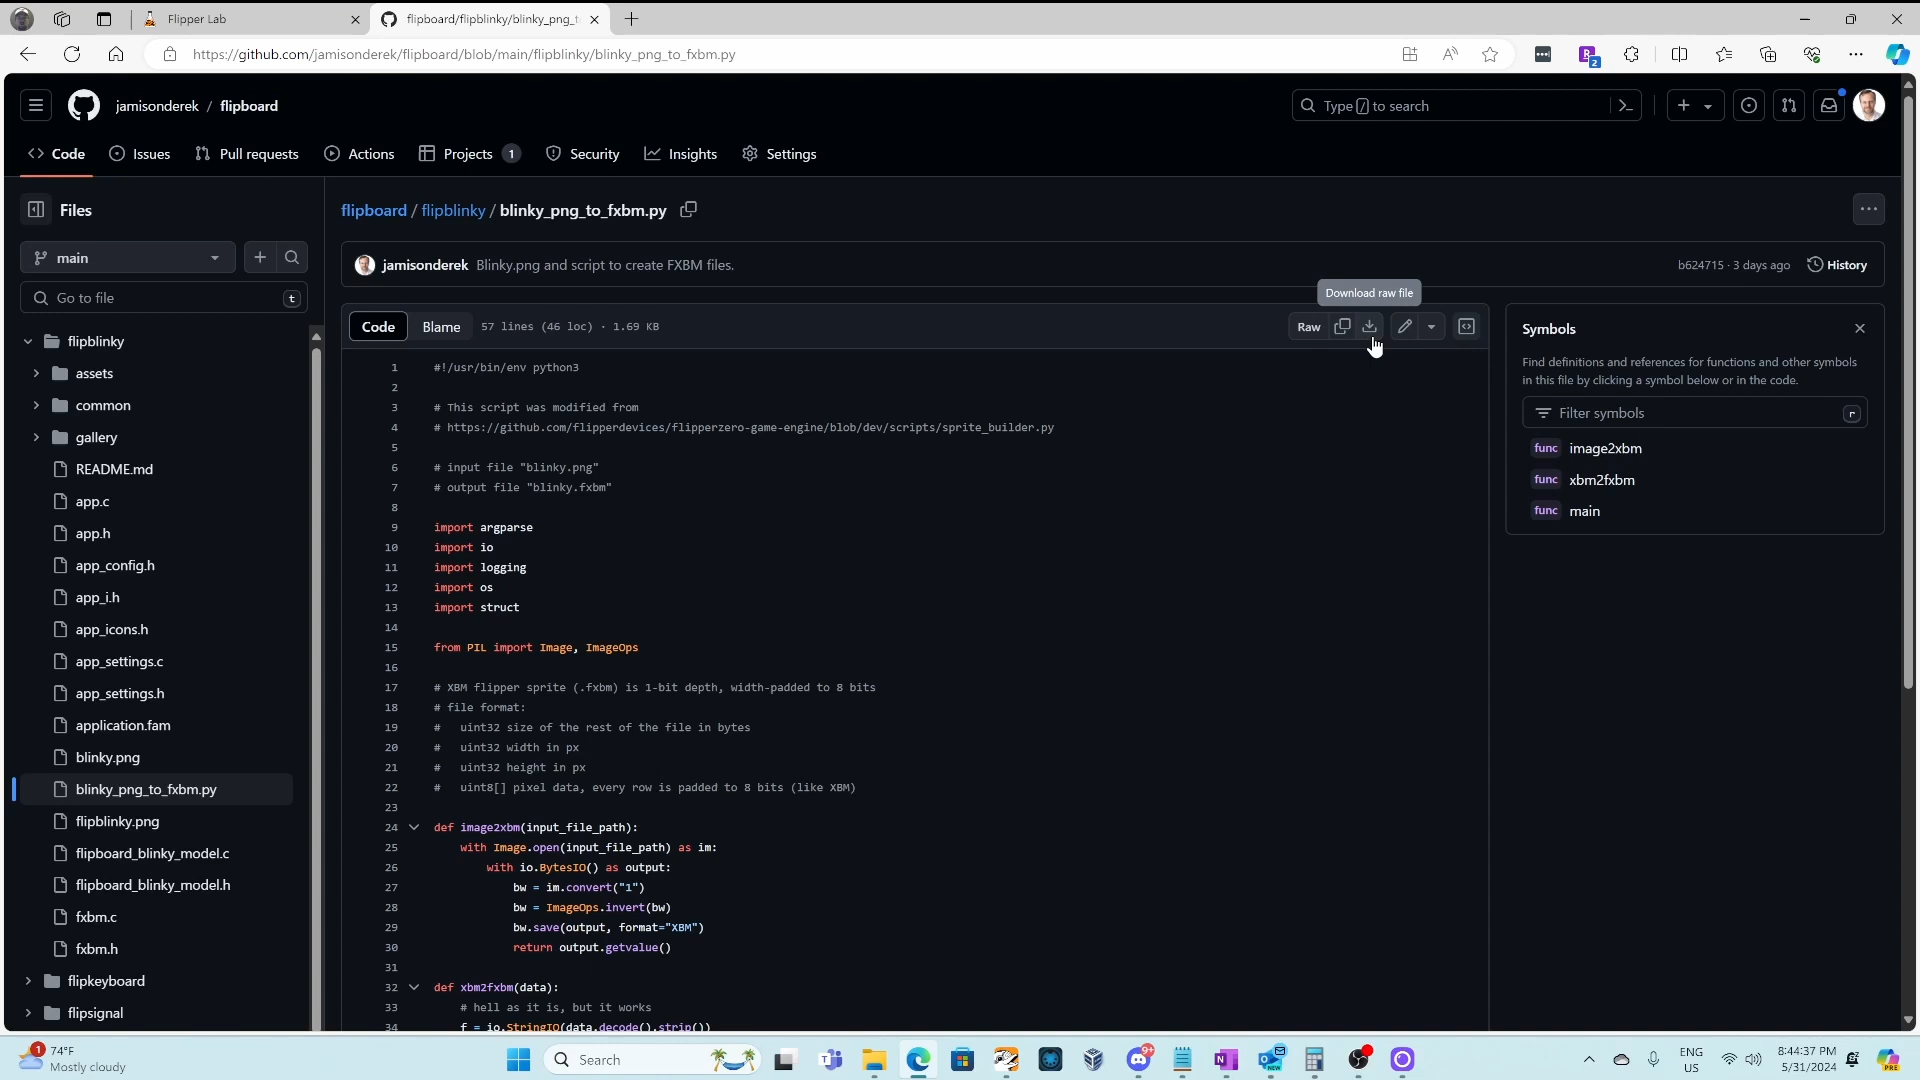 Flipper Lab
flipboard/flipblinky/blinky_png_t
https://github.com/jamisonderek/flipboard/blob/main/flipblinky/blinky_png_to_fxbm.py
2
jamisonderek / flipboard
Type / to search
Code
Issues
Pull requests
Actions
Projects 1
Security
Insights
Settings
Files
main
Go to file
t
flipblinky
assets
common
gallery
README.md
app.c
app.h
app_config.h
app_i.h
app_icons.h
app_settings.c
app_settings.h
application.fam
blinky.png
blinky_png_to_fxbm.py
flipblinky.png
flipboard_blinky_model.c
flipboard_blinky_model.h
fxbm.c
fxbm.h
flipkeyboard
flipsignal
flipboard / flipblinky / blinky_png_to_fxbm.py
jamisonderek Blinky.png and script to create FXBM files.
b624715 · 3 days ago
History
Download raw file
Code
Blame
57 lines (46 loc) · 1.69 KB
Raw
1 #!/usr/bin/env python3
2
3 # This script was modified from
4 # https://github.com/flipperdevices/flipperzero-game-engine/blob/dev/scripts/sprite_builder.py
5
6 # input file "blinky.png"
7 # output file "blinky.fxbm"
8
9 import argparse
10 import io
11 import logging
12 import os
13 import struct
14
15 from PIL import Image, ImageOps
16
17 # XBM flipper sprite (.fxbm) is 1-bit depth, width-padded to 8 bits
18 # file format:
19 #   uint32 size of the rest of the file in bytes
20 #   uint32 width in px
21 #   uint32 height in px
22 #   uint8[] pixel data, every row is padded to 8 bits (like XBM)
23
24 def image2xbm(input_file_path):
25     with Image.open(input_file_path) as im:
26         with io.BytesIO() as output:
27             bw = im.convert("1")
28             bw = ImageOps.invert(bw)
29             bw.save(output, format="XBM")
30             return output.getvalue()
31
32 def xbm2fxbm(data):
33     # hell as it is, but it works
34     f = io.StringIO(data.decode().strip())
Symbols
Find definitions and references for functions and other symbols
in this file by clicking a symbol below or in the code.
Filter symbols
r
func image2xbm
func xbm2fxbm
func main
1
74°F
Mostly cloudy
Search
9+
NEW
ENG
US
8:44:37 PM
5/31/2024
PRE